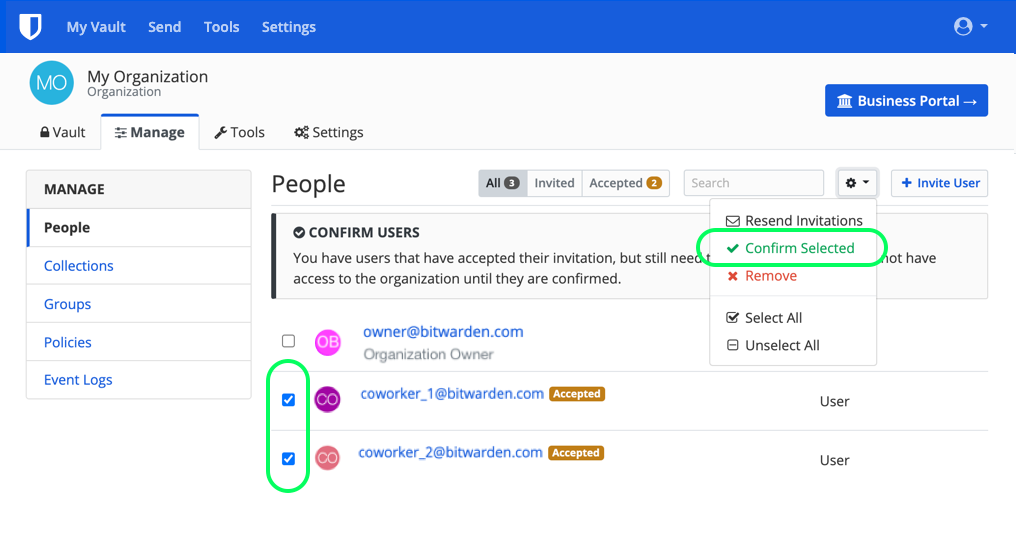 My Vault Send Tools Settings
MO My Organization
Organization
Business Portal →
Vault Manage Tools Settings
MANAGE
People
Collections
Groups
Policies
Event Logs
People All 3 Invited Accepted 2 Search + Invite User
Resend Invitations
Confirm Selected
Remove
Select All
Unselect All
CONFIRM USERS
You have users that have accepted their invitation, but still need not have
access to the organization until they are confirmed.
OB owner@bitwarden.com
Organization Owner
CO coworker_1@bitwarden.com Accepted User
CO coworker_2@bitwarden.com Accepted User